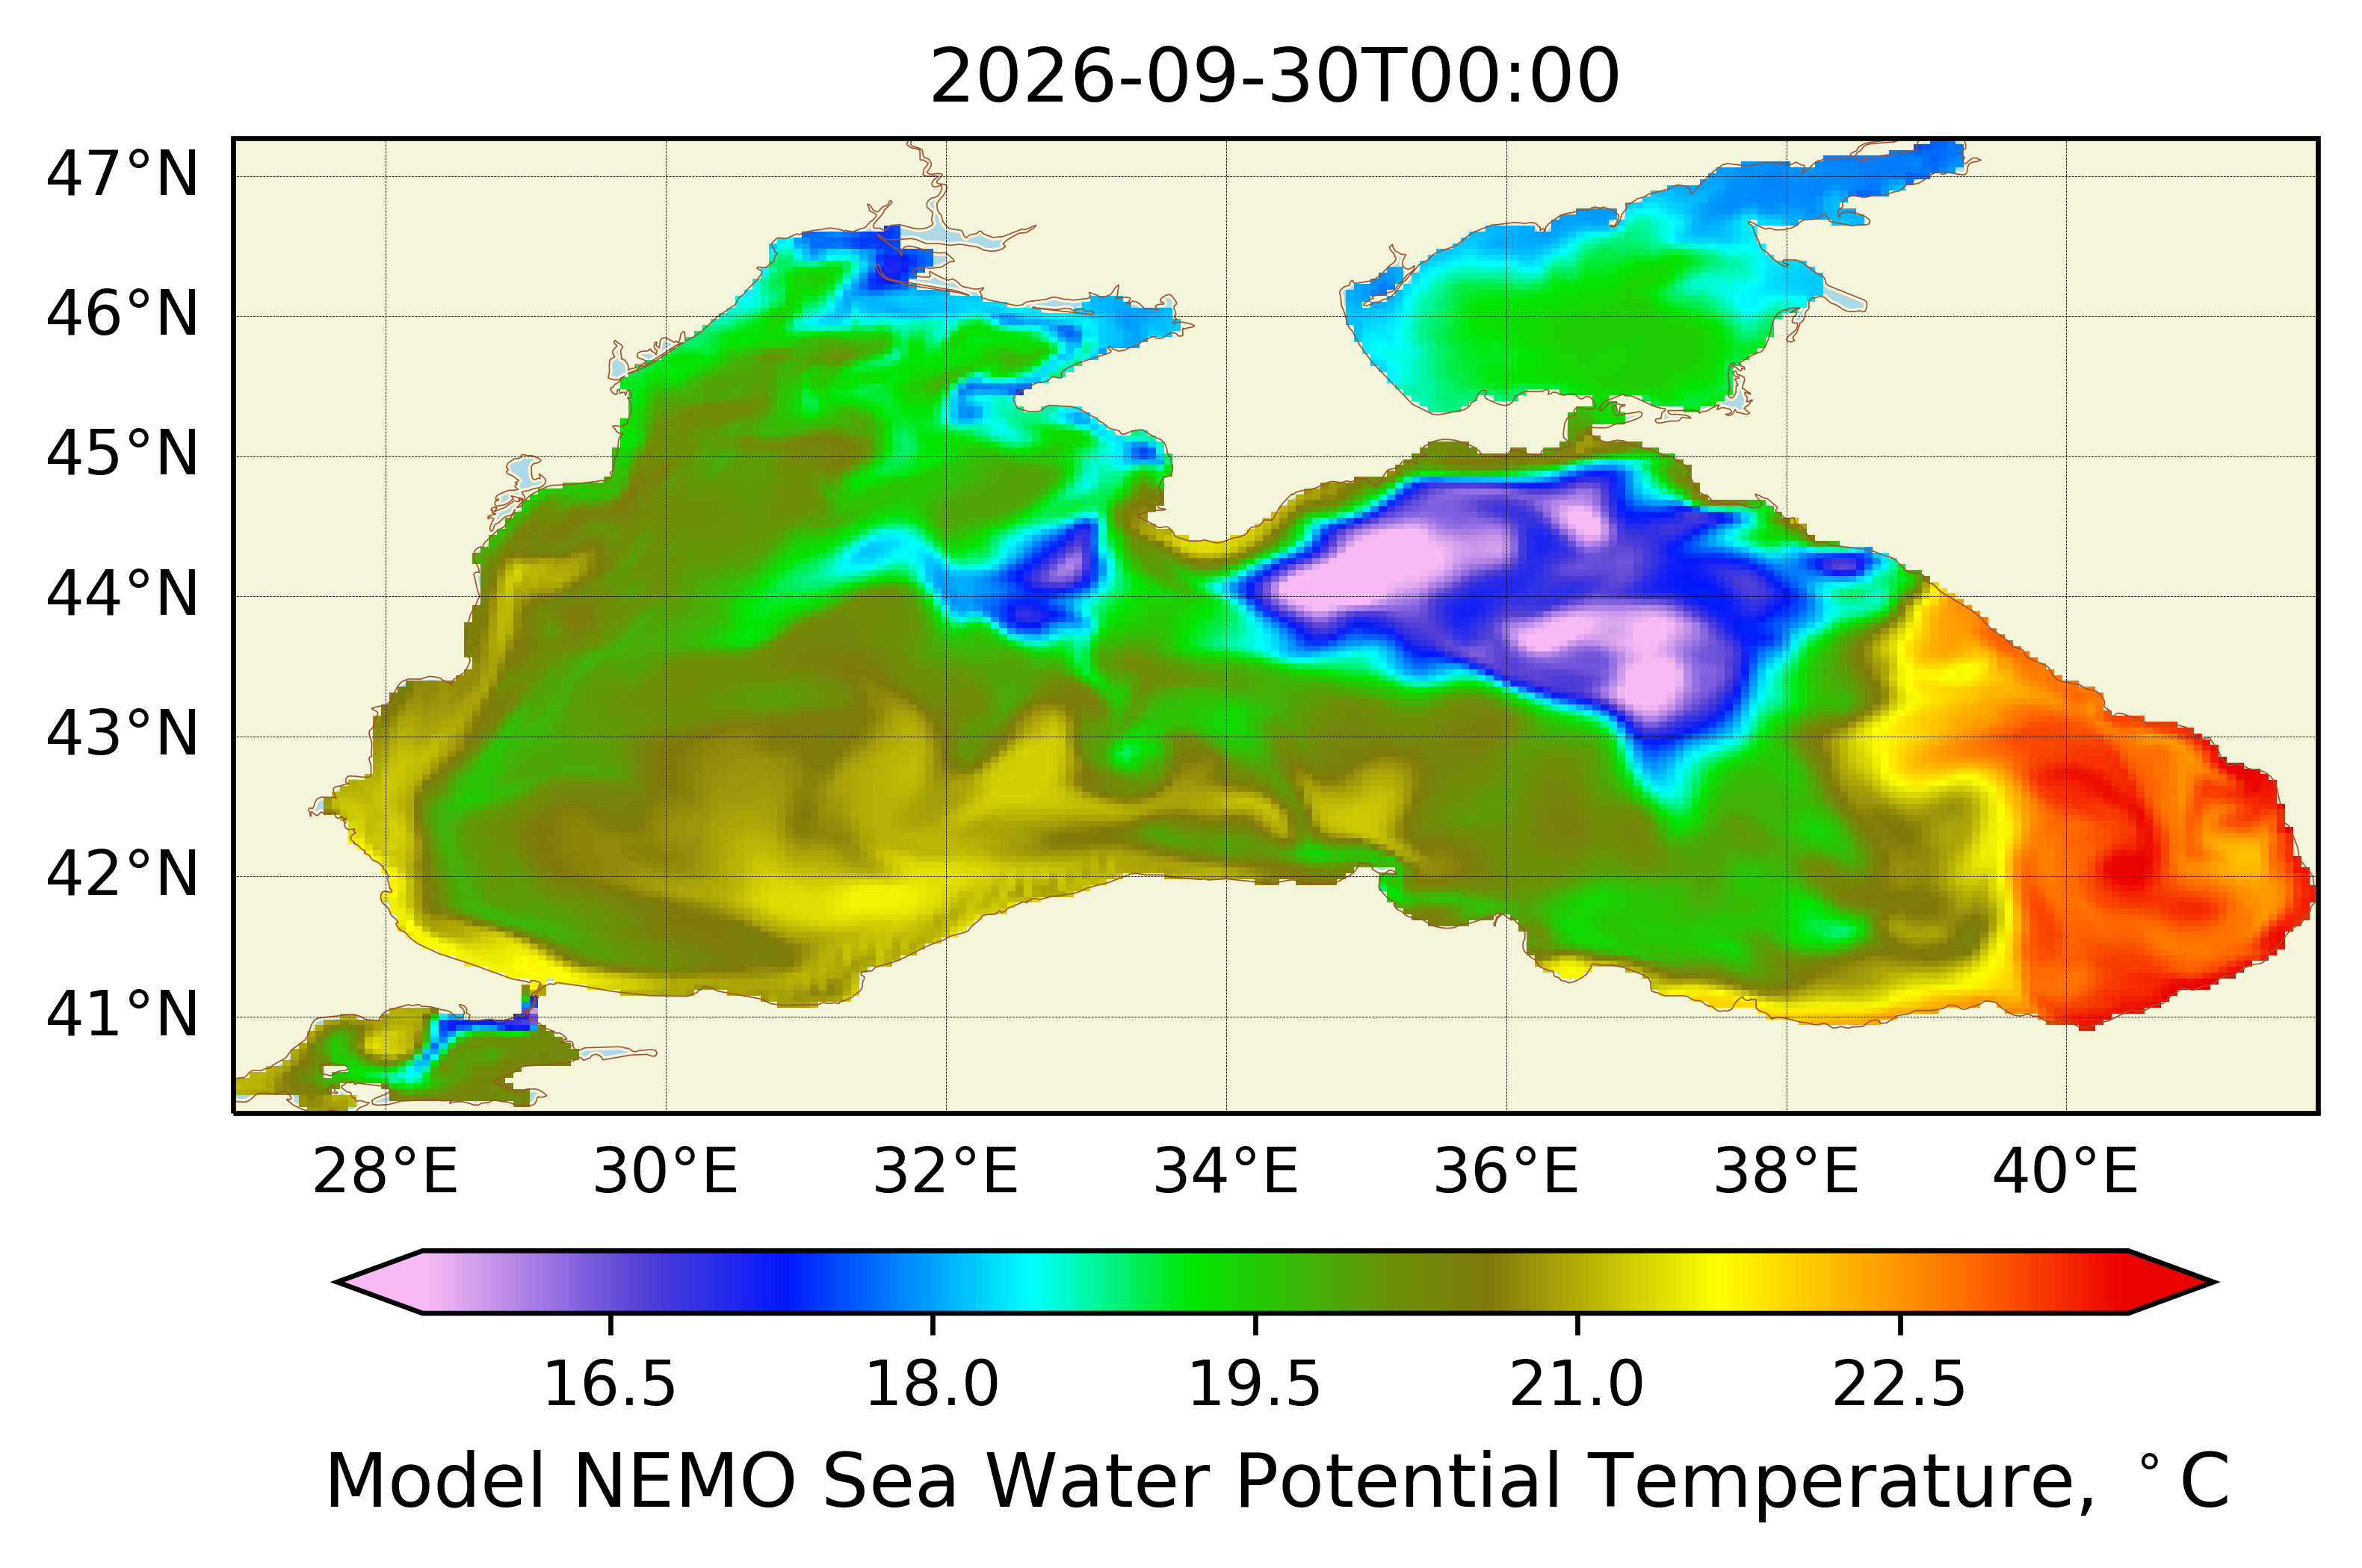 2026-09-30T00:00
47°N
46°N
45°N
44°N
43°N
42°N
41°N
28°E 30°E 32°E 34°E 36°E 38°E 40°E
16.5 18.0 19.5 21.0 22.5
Model NEMO Sea Water Potential Temperature, °C